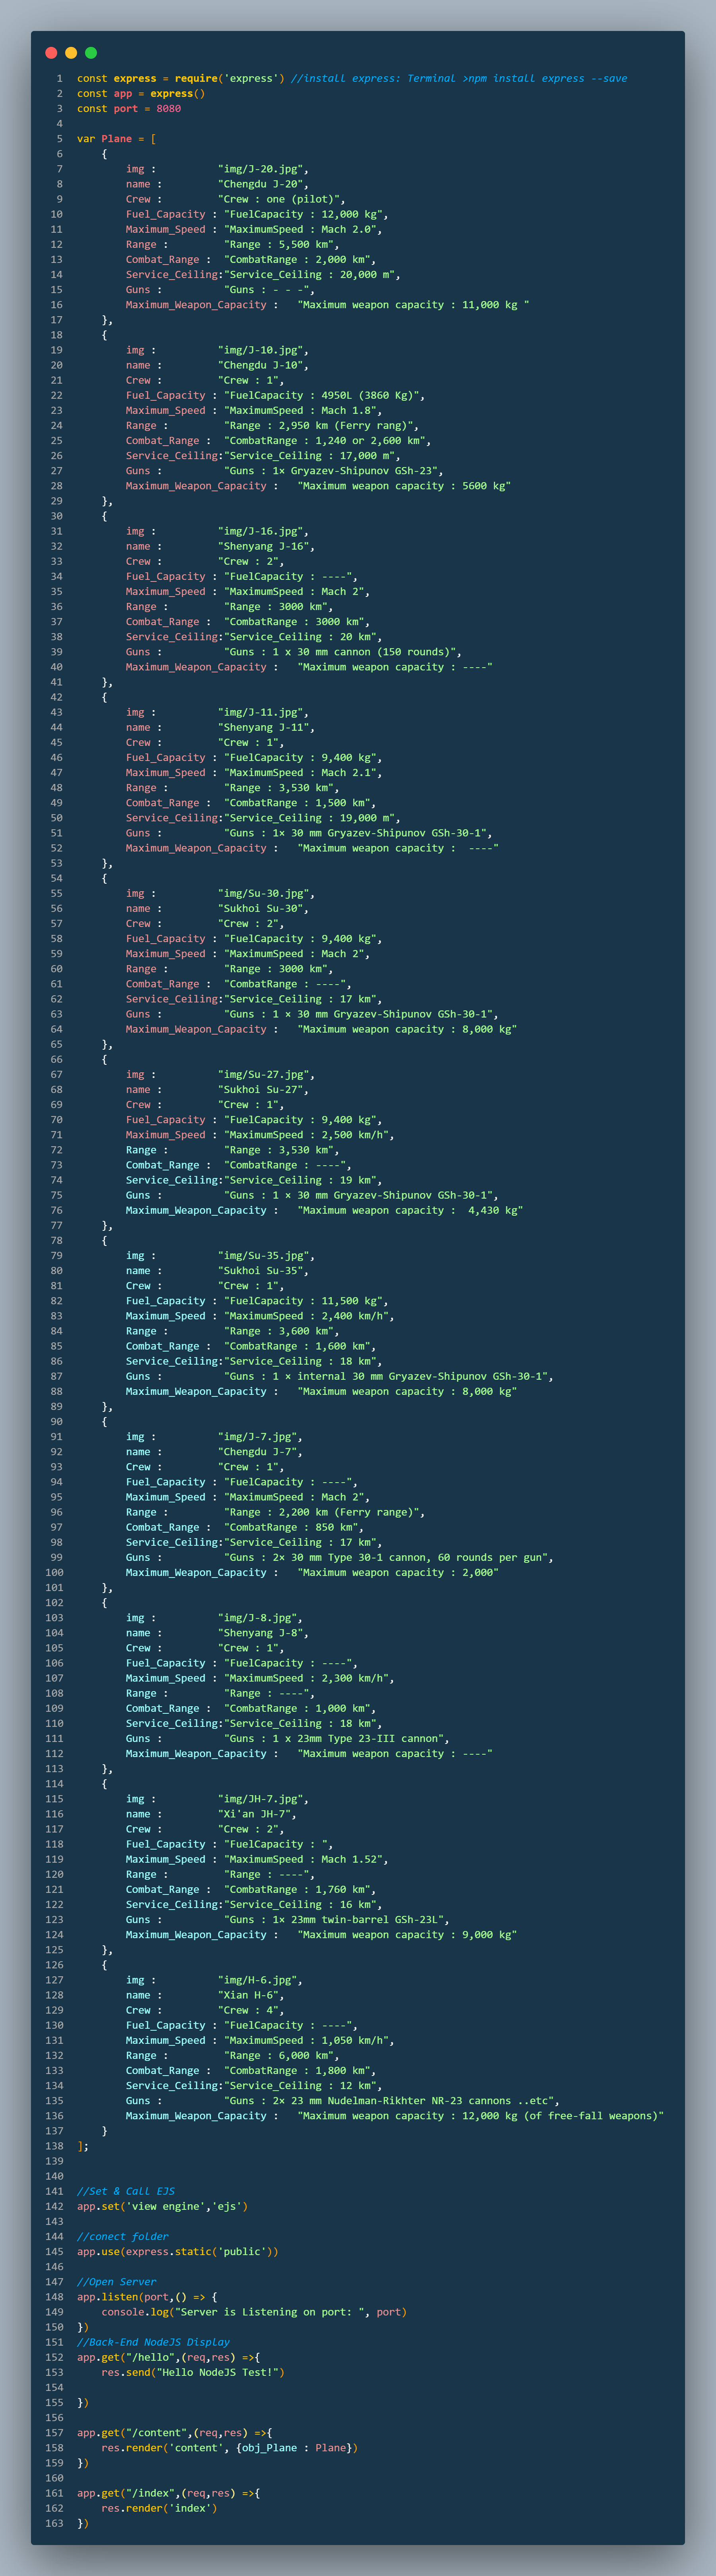 1 const express = require('express') //install express: Terminal >npm install express --save
2 const app = express()
3 const port = 8080
4
5 var Plane = [
6     {
7         img :          "img/J-20.jpg",
8         name :         "Chengdu J-20",
9         Crew :         "Crew : one (pilot)",
10         Fuel_Capacity : "FuelCapacity : 12,000 kg",
11         Maximum_Speed : "MaximumSpeed : Mach 2.0",
12         Range :         "Range : 5,500 km",
13         Combat_Range :  "CombatRange : 2,000 km",
14         Service_Ceiling:"Service_Ceiling : 20,000 m",
15         Guns :          "Guns : - - -",
16         Maximum_Weapon_Capacity :   "Maximum weapon capacity : 11,000 kg "
17     },
18     {
19         img :          "img/J-10.jpg",
20         name :         "Chengdu J-10",
21         Crew :         "Crew : 1",
22         Fuel_Capacity : "FuelCapacity : 4950L (3860 Kg)",
23         Maximum_Speed : "MaximumSpeed : Mach 1.8",
24         Range :         "Range : 2,950 km (Ferry rang)",
25         Combat_Range :  "CombatRange : 1,240 or 2,600 km",
26         Service_Ceiling:"Service_Ceiling : 17,000 m",
27         Guns :          "Guns : 1× Gryazev-Shipunov GSh-23",
28         Maximum_Weapon_Capacity :   "Maximum weapon capacity : 5600 kg"
29     },
30     {
31         img :          "img/J-16.jpg",
32         name :         "Shenyang J-16",
33         Crew :         "Crew : 2",
34         Fuel_Capacity : "FuelCapacity : ----",
35         Maximum_Speed : "MaximumSpeed : Mach 2",
36         Range :         "Range : 3000 km",
37         Combat_Range :  "CombatRange : 3000 km",
38         Service_Ceiling:"Service_Ceiling : 20 km",
39         Guns :          "Guns : 1 x 30 mm cannon (150 rounds)",
40         Maximum_Weapon_Capacity :   "Maximum weapon capacity : ----"
41     },
42     {
43         img :          "img/J-11.jpg",
44         name :         "Shenyang J-11",
45         Crew :         "Crew : 1",
46         Fuel_Capacity : "FuelCapacity : 9,400 kg",
47         Maximum_Speed : "MaximumSpeed : Mach 2.1",
48         Range :         "Range : 3,530 km",
49         Combat_Range :  "CombatRange : 1,500 km",
50         Service_Ceiling:"Service_Ceiling : 19,000 m",
51         Guns :          "Guns : 1× 30 mm Gryazev-Shipunov GSh-30-1",
52         Maximum_Weapon_Capacity :   "Maximum weapon capacity :  ----"
53     },
54     {
55         img :          "img/Su-30.jpg",
56         name :         "Sukhoi Su-30",
57         Crew :         "Crew : 2",
58         Fuel_Capacity : "FuelCapacity : 9,400 kg",
59         Maximum_Speed : "MaximumSpeed : Mach 2",
60         Range :         "Range : 3000 km",
61         Combat_Range :  "CombatRange : ----",
62         Service_Ceiling:"Service_Ceiling : 17 km",
63         Guns :          "Guns : 1 × 30 mm Gryazev-Shipunov GSh-30-1",
64         Maximum_Weapon_Capacity :   "Maximum weapon capacity : 8,000 kg"
65     },
66     {
67         img :          "img/Su-27.jpg",
68         name :         "Sukhoi Su-27",
69         Crew :         "Crew : 1",
70         Fuel_Capacity : "FuelCapacity : 9,400 kg",
71         Maximum_Speed : "MaximumSpeed : 2,500 km/h",
72         Range :         "Range : 3,530 km",
73         Combat_Range :  "CombatRange : ----",
74         Service_Ceiling:"Service_Ceiling : 19 km",
75         Guns :          "Guns : 1 × 30 mm Gryazev-Shipunov GSh-30-1",
76         Maximum_Weapon_Capacity :   "Maximum weapon capacity :  4,430 kg"
77     },
78     {
79         img :          "img/Su-35.jpg",
80         name :         "Sukhoi Su-35",
81         Crew :         "Crew : 1",
82         Fuel_Capacity : "FuelCapacity : 11,500 kg",
83         Maximum_Speed : "MaximumSpeed : 2,400 km/h",
84         Range :         "Range : 3,600 km",
85         Combat_Range :  "CombatRange : 1,600 km",
86         Service_Ceiling:"Service_Ceiling : 18 km",
87         Guns :          "Guns : 1 × internal 30 mm Gryazev-Shipunov GSh-30-1",
88         Maximum_Weapon_Capacity :   "Maximum weapon capacity : 8,000 kg"
89     },
90     {
91         img :          "img/J-7.jpg",
92         name :         "Chengdu J-7",
93         Crew :         "Crew : 1",
94         Fuel_Capacity : "FuelCapacity : ----",
95         Maximum_Speed : "MaximumSpeed : Mach 2",
96         Range :         "Range : 2,200 km (Ferry range)",
97         Combat_Range :  "CombatRange : 850 km",
98         Service_Ceiling:"Service_Ceiling : 17 km",
99         Guns :          "Guns : 2× 30 mm Type 30-1 cannon, 60 rounds per gun",
100         Maximum_Weapon_Capacity :   "Maximum weapon capacity : 2,000"
101     },
102     {
103         img :          "img/J-8.jpg",
104         name :         "Shenyang J-8",
105         Crew :         "Crew : 1",
106         Fuel_Capacity : "FuelCapacity : ----",
107         Maximum_Speed : "MaximumSpeed : 2,300 km/h",
108         Range :         "Range : ----",
109         Combat_Range :  "CombatRange : 1,000 km",
110         Service_Ceiling:"Service_Ceiling : 18 km",
111         Guns :          "Guns : 1 x 23mm Type 23-III cannon",
112         Maximum_Weapon_Capacity :   "Maximum weapon capacity : ----"
113     },
114     {
115         img :          "img/JH-7.jpg",
116         name :         "Xi'an JH-7",
117         Crew :         "Crew : 2",
118         Fuel_Capacity : "FuelCapacity : ",
119         Maximum_Speed : "MaximumSpeed : Mach 1.52",
120         Range :         "Range : ----",
121         Combat_Range :  "CombatRange : 1,760 km",
122         Service_Ceiling:"Service_Ceiling : 16 km",
123         Guns :          "Guns : 1× 23mm twin-barrel GSh-23L",
124         Maximum_Weapon_Capacity :   "Maximum weapon capacity : 9,000 kg"
125     },
126     {
127         img :          "img/H-6.jpg",
128         name :         "Xian H-6",
129         Crew :         "Crew : 4",
130         Fuel_Capacity : "FuelCapacity : ----",
131         Maximum_Speed : "MaximumSpeed : 1,050 km/h",
132         Range :         "Range : 6,000 km",
133         Combat_Range :  "CombatRange : 1,800 km",
134         Service_Ceiling:"Service_Ceiling : 12 km",
135         Guns :          "Guns : 2× 23 mm Nudelman-Rikhter NR-23 cannons ..etc",
136         Maximum_Weapon_Capacity :   "Maximum weapon capacity : 12,000 kg (of free-fall weapons)"
137     }
138 ];
139
140
141 //Set & Call EJS
142 app.set('view engine','ejs')
143
144 //conect folder
145 app.use(express.static('public'))
146
147 //Open Server
148 app.listen(port,() => {
149     console.log("Server is Listening on port: ", port)
150 })
151 //Back-End NodeJS Display
152 app.get("/hello",(req,res) =>{
153     res.send("Hello NodeJS Test!")
154
155 })
156
157 app.get("/content",(req,res) =>{
158     res.render('content', {obj_Plane : Plane})
159 })
160
161 app.get("/index",(req,res) =>{
162     res.render('index')
163 })